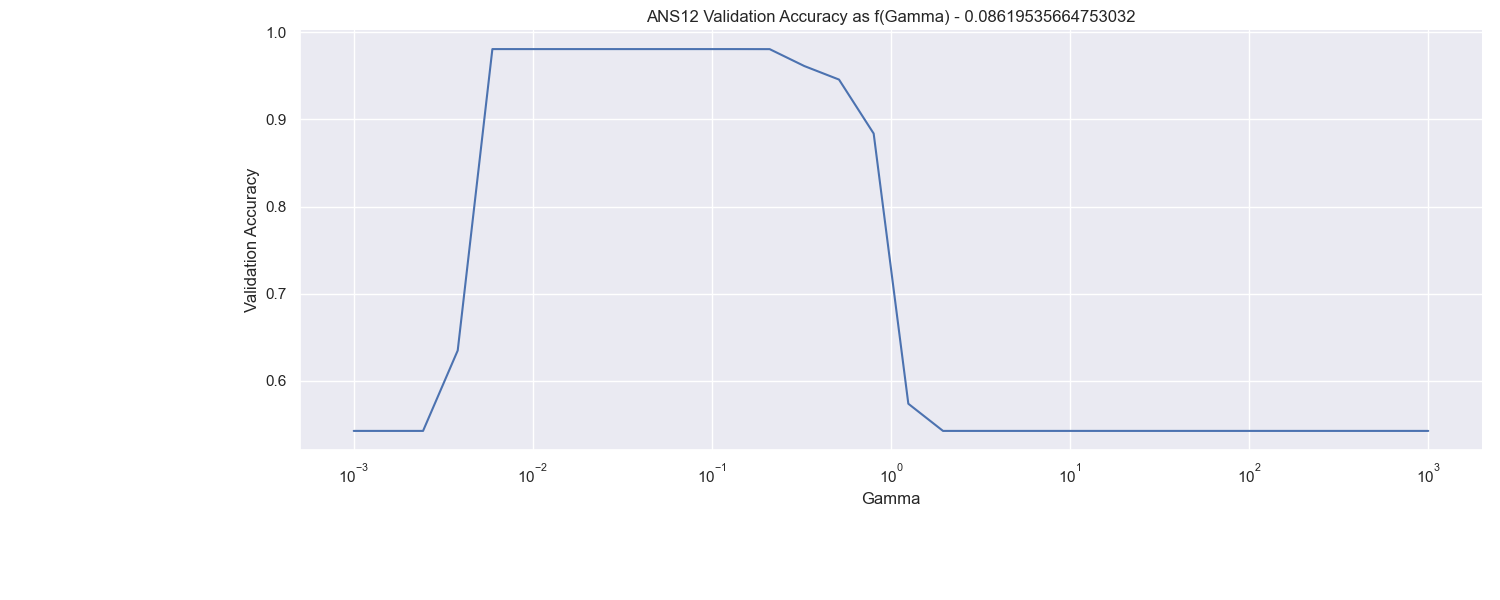 ANS12 Validation Accuracy as f(Gamma) - 0.08619535664753032
1.0
0.9
0.8
0.7
0.6
Validation Accuracy
10⁻³ 10⁻² 10⁻¹ 10⁰ 10¹ 10² 10³
Gamma